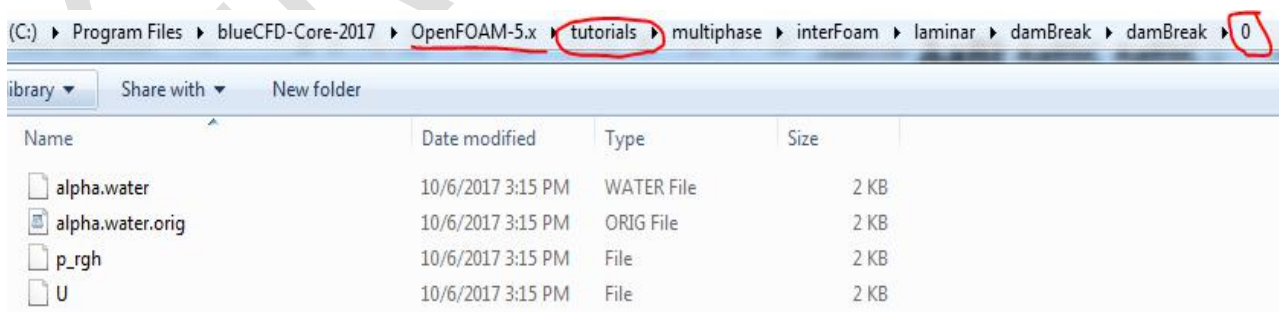 (C:) ▸ Program Files ▸ blueCFD-Core-2017 ▸ OpenFOAM-5.x ▸ tutorials ▸ multiphase ▸ interFoam ▸ laminar ▸ damBreak ▸ damBreak ▸ 0
ibrary ▾ Share with ▾ New folder
Name Date modified Type Size
alpha.water 10/6/2017 3:15 PM WATER File 2 KB
alpha.water.orig 10/6/2017 3:15 PM ORIG File 2 KB
p_rgh 10/6/2017 3:15 PM File 2 KB
U 10/6/2017 3:15 PM File 2 KB